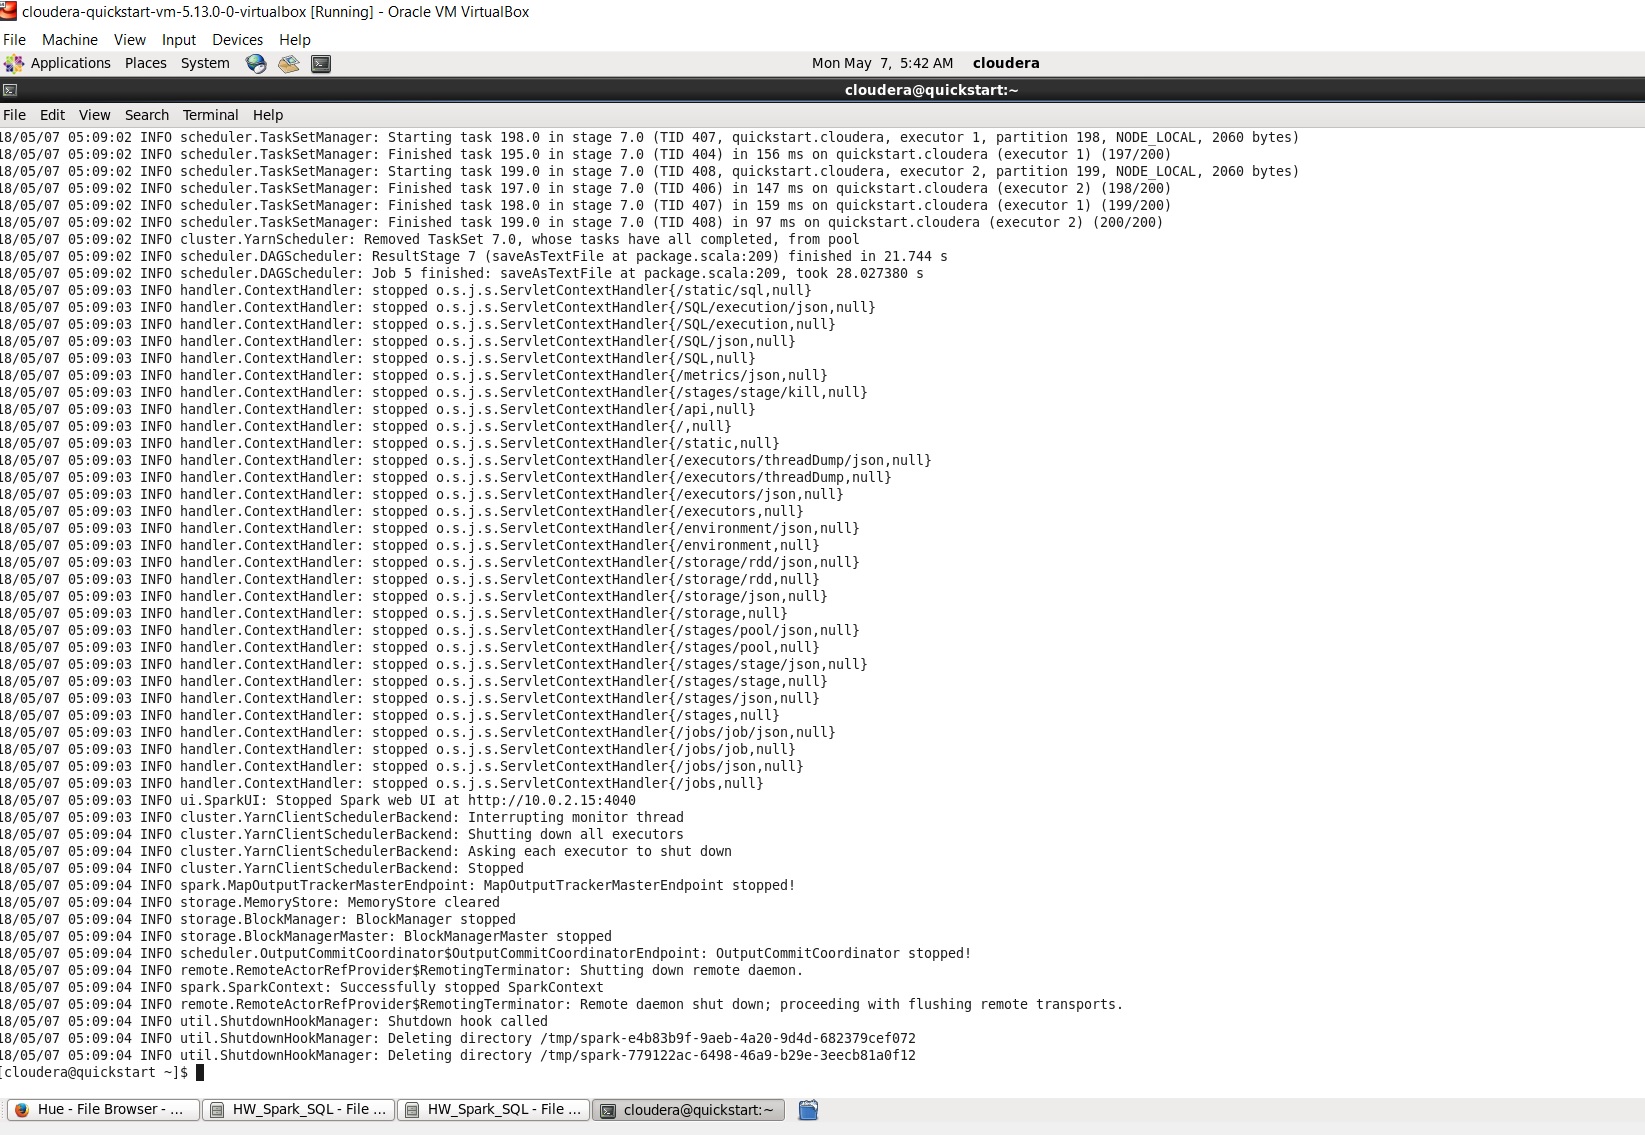 cloudera-quickstart-vm-5.13.0-0-virtualbox [Running] - Oracle VM VirtualBox
File Machine View Input Devices Help
Applications Places System Mon May 7, 5:42 AM cloudera
cloudera@quickstart:~
File Edit View Search Terminal Help
18/05/07 05:09:02 INFO scheduler.TaskSetManager: Starting task 198.0 in stage 7.0 (TID 407, quickstart.cloudera, executor 1, partition 198, NODE_LOCAL, 2060 bytes)
18/05/07 05:09:02 INFO scheduler.TaskSetManager: Finished task 195.0 in stage 7.0 (TID 404) in 156 ms on quickstart.cloudera (executor 1) (197/200)
18/05/07 05:09:02 INFO scheduler.TaskSetManager: Starting task 199.0 in stage 7.0 (TID 408, quickstart.cloudera, executor 2, partition 199, NODE_LOCAL, 2060 bytes)
18/05/07 05:09:02 INFO scheduler.TaskSetManager: Finished task 197.0 in stage 7.0 (TID 406) in 147 ms on quickstart.cloudera (executor 2) (198/200)
18/05/07 05:09:02 INFO scheduler.TaskSetManager: Finished task 198.0 in stage 7.0 (TID 407) in 159 ms on quickstart.cloudera (executor 1) (199/200)
18/05/07 05:09:02 INFO scheduler.TaskSetManager: Finished task 199.0 in stage 7.0 (TID 408) in 97 ms on quickstart.cloudera (executor 2) (200/200)
18/05/07 05:09:02 INFO cluster.YarnScheduler: Removed TaskSet 7.0, whose tasks have all completed, from pool
18/05/07 05:09:02 INFO scheduler.DAGScheduler: ResultStage 7 (saveAsTextFile at package.scala:209) finished in 21.744 s
18/05/07 05:09:02 INFO scheduler.DAGScheduler: Job 5 finished: saveAsTextFile at package.scala:209, took 28.027380 s
18/05/07 05:09:03 INFO handler.ContextHandler: stopped o.s.j.s.ServletContextHandler{/static/sql,null}
18/05/07 05:09:03 INFO handler.ContextHandler: stopped o.s.j.s.ServletContextHandler{/SQL/execution/json,null}
18/05/07 05:09:03 INFO handler.ContextHandler: stopped o.s.j.s.ServletContextHandler{/SQL/execution,null}
18/05/07 05:09:03 INFO handler.ContextHandler: stopped o.s.j.s.ServletContextHandler{/SQL/json,null}
18/05/07 05:09:03 INFO handler.ContextHandler: stopped o.s.j.s.ServletContextHandler{/SQL,null}
18/05/07 05:09:03 INFO handler.ContextHandler: stopped o.s.j.s.ServletContextHandler{/metrics/json,null}
18/05/07 05:09:03 INFO handler.ContextHandler: stopped o.s.j.s.ServletContextHandler{/stages/stage/kill,null}
18/05/07 05:09:03 INFO handler.ContextHandler: stopped o.s.j.s.ServletContextHandler{/api,null}
18/05/07 05:09:03 INFO handler.ContextHandler: stopped o.s.j.s.ServletContextHandler{/,null}
18/05/07 05:09:03 INFO handler.ContextHandler: stopped o.s.j.s.ServletContextHandler{/static,null}
18/05/07 05:09:03 INFO handler.ContextHandler: stopped o.s.j.s.ServletContextHandler{/executors/threadDump/json,null}
18/05/07 05:09:03 INFO handler.ContextHandler: stopped o.s.j.s.ServletContextHandler{/executors/threadDump,null}
18/05/07 05:09:03 INFO handler.ContextHandler: stopped o.s.j.s.ServletContextHandler{/executors/json,null}
18/05/07 05:09:03 INFO handler.ContextHandler: stopped o.s.j.s.ServletContextHandler{/executors,null}
18/05/07 05:09:03 INFO handler.ContextHandler: stopped o.s.j.s.ServletContextHandler{/environment/json,null}
18/05/07 05:09:03 INFO handler.ContextHandler: stopped o.s.j.s.ServletContextHandler{/environment,null}
18/05/07 05:09:03 INFO handler.ContextHandler: stopped o.s.j.s.ServletContextHandler{/storage/rdd/json,null}
18/05/07 05:09:03 INFO handler.ContextHandler: stopped o.s.j.s.ServletContextHandler{/storage/rdd,null}
18/05/07 05:09:03 INFO handler.ContextHandler: stopped o.s.j.s.ServletContextHandler{/storage/json,null}
18/05/07 05:09:03 INFO handler.ContextHandler: stopped o.s.j.s.ServletContextHandler{/storage,null}
18/05/07 05:09:03 INFO handler.ContextHandler: stopped o.s.j.s.ServletContextHandler{/stages/pool/json,null}
18/05/07 05:09:03 INFO handler.ContextHandler: stopped o.s.j.s.ServletContextHandler{/stages/pool,null}
18/05/07 05:09:03 INFO handler.ContextHandler: stopped o.s.j.s.ServletContextHandler{/stages/stage/json,null}
18/05/07 05:09:03 INFO handler.ContextHandler: stopped o.s.j.s.ServletContextHandler{/stages/stage,null}
18/05/07 05:09:03 INFO handler.ContextHandler: stopped o.s.j.s.ServletContextHandler{/stages/json,null}
18/05/07 05:09:03 INFO handler.ContextHandler: stopped o.s.j.s.ServletContextHandler{/stages,null}
18/05/07 05:09:03 INFO handler.ContextHandler: stopped o.s.j.s.ServletContextHandler{/jobs/job/json,null}
18/05/07 05:09:03 INFO handler.ContextHandler: stopped o.s.j.s.ServletContextHandler{/jobs/job,null}
18/05/07 05:09:03 INFO handler.ContextHandler: stopped o.s.j.s.ServletContextHandler{/jobs/json,null}
18/05/07 05:09:03 INFO handler.ContextHandler: stopped o.s.j.s.ServletContextHandler{/jobs,null}
18/05/07 05:09:03 INFO ui.SparkUI: Stopped Spark web UI at http://10.0.2.15:4040
18/05/07 05:09:03 INFO cluster.YarnClientSchedulerBackend: Interrupting monitor thread
18/05/07 05:09:04 INFO cluster.YarnClientSchedulerBackend: Shutting down all executors
18/05/07 05:09:04 INFO cluster.YarnClientSchedulerBackend: Asking each executor to shut down
18/05/07 05:09:04 INFO cluster.YarnClientSchedulerBackend: Stopped
18/05/07 05:09:04 INFO spark.MapOutputTrackerMasterEndpoint: MapOutputTrackerMasterEndpoint stopped!
18/05/07 05:09:04 INFO storage.MemoryStore: MemoryStore cleared
18/05/07 05:09:04 INFO storage.BlockManager: BlockManager stopped
18/05/07 05:09:04 INFO storage.BlockManagerMaster: BlockManagerMaster stopped
18/05/07 05:09:04 INFO scheduler.OutputCommitCoordinator$OutputCommitCoordinatorEndpoint: OutputCommitCoordinator stopped!
18/05/07 05:09:04 INFO remote.RemoteActorRefProvider$RemotingTerminator: Shutting down remote daemon.
18/05/07 05:09:04 INFO spark.SparkContext: Successfully stopped SparkContext
18/05/07 05:09:04 INFO remote.RemoteActorRefProvider$RemotingTerminator: Remote daemon shut down; proceeding with flushing remote transports.
18/05/07 05:09:04 INFO util.ShutdownHookManager: Shutdown hook called
18/05/07 05:09:04 INFO util.ShutdownHookManager: Deleting directory /tmp/spark-e4b83b9f-9aeb-4a20-9d4d-682379cef072
18/05/07 05:09:04 INFO util.ShutdownHookManager: Deleting directory /tmp/spark-779122ac-6498-46a9-b29e-3eecb81a0f12
[cloudera@quickstart ~]$
Hue - File Browser - ... HW_Spark_SQL - File ... HW_Spark_SQL - File ... cloudera@quickstart:~